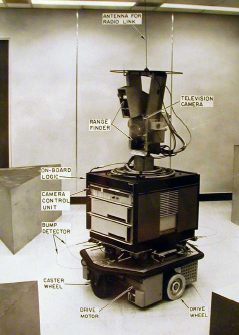 ANTENNA FOR
RADIO LINK
TELEVISION
CAMERA
RANGE
FINDER
ON-BOARD
LOGIC
CAMERA
CONTROL
UNIT
BUMP
DETECTOR
CASTER
WHEEL
DRIVE
MOTOR
DRIVE
WHEEL